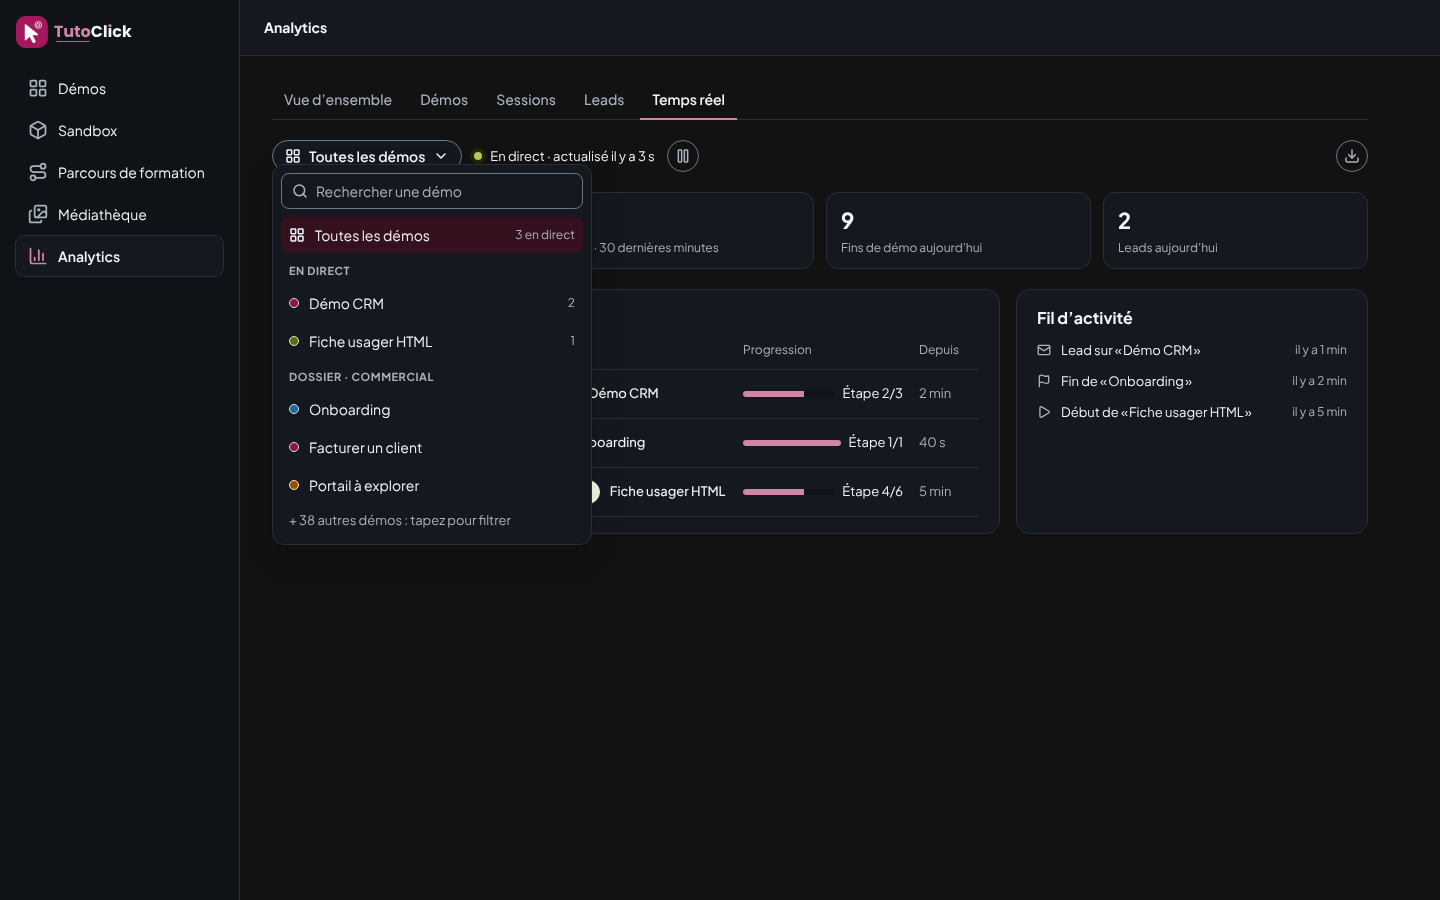 TutoClick
Analytics
Démos
Sandbox
Parcours de formation
Médiathèque
Analytics
Vue d’ensemble
Démos
Sessions
Leads
Temps réel
Toutes les démos
En direct · actualisé il y a 3 s
Rechercher une démo
Toutes les démos
3 en direct
EN DIRECT
Démo CRM
2
Fiche usager HTML
1
DOSSIER · COMMERCIAL
Onboarding
Facturer un client
Portail à explorer
+ 38 autres démos : tapez pour filtrer
· 30 dernières minutes
9
Fins de démo aujourd’hui
2
Leads aujourd’hui
Progression
Depuis
Démo CRM
Étape 2/3
2 min
boarding
Étape 1/1
40 s
Fiche usager HTML
Étape 4/6
5 min
Fil d’activité
Lead sur « Démo CRM »
il y a 1 min
Fin de « Onboarding »
il y a 2 min
Début de « Fiche usager HTML »
il y a 5 min